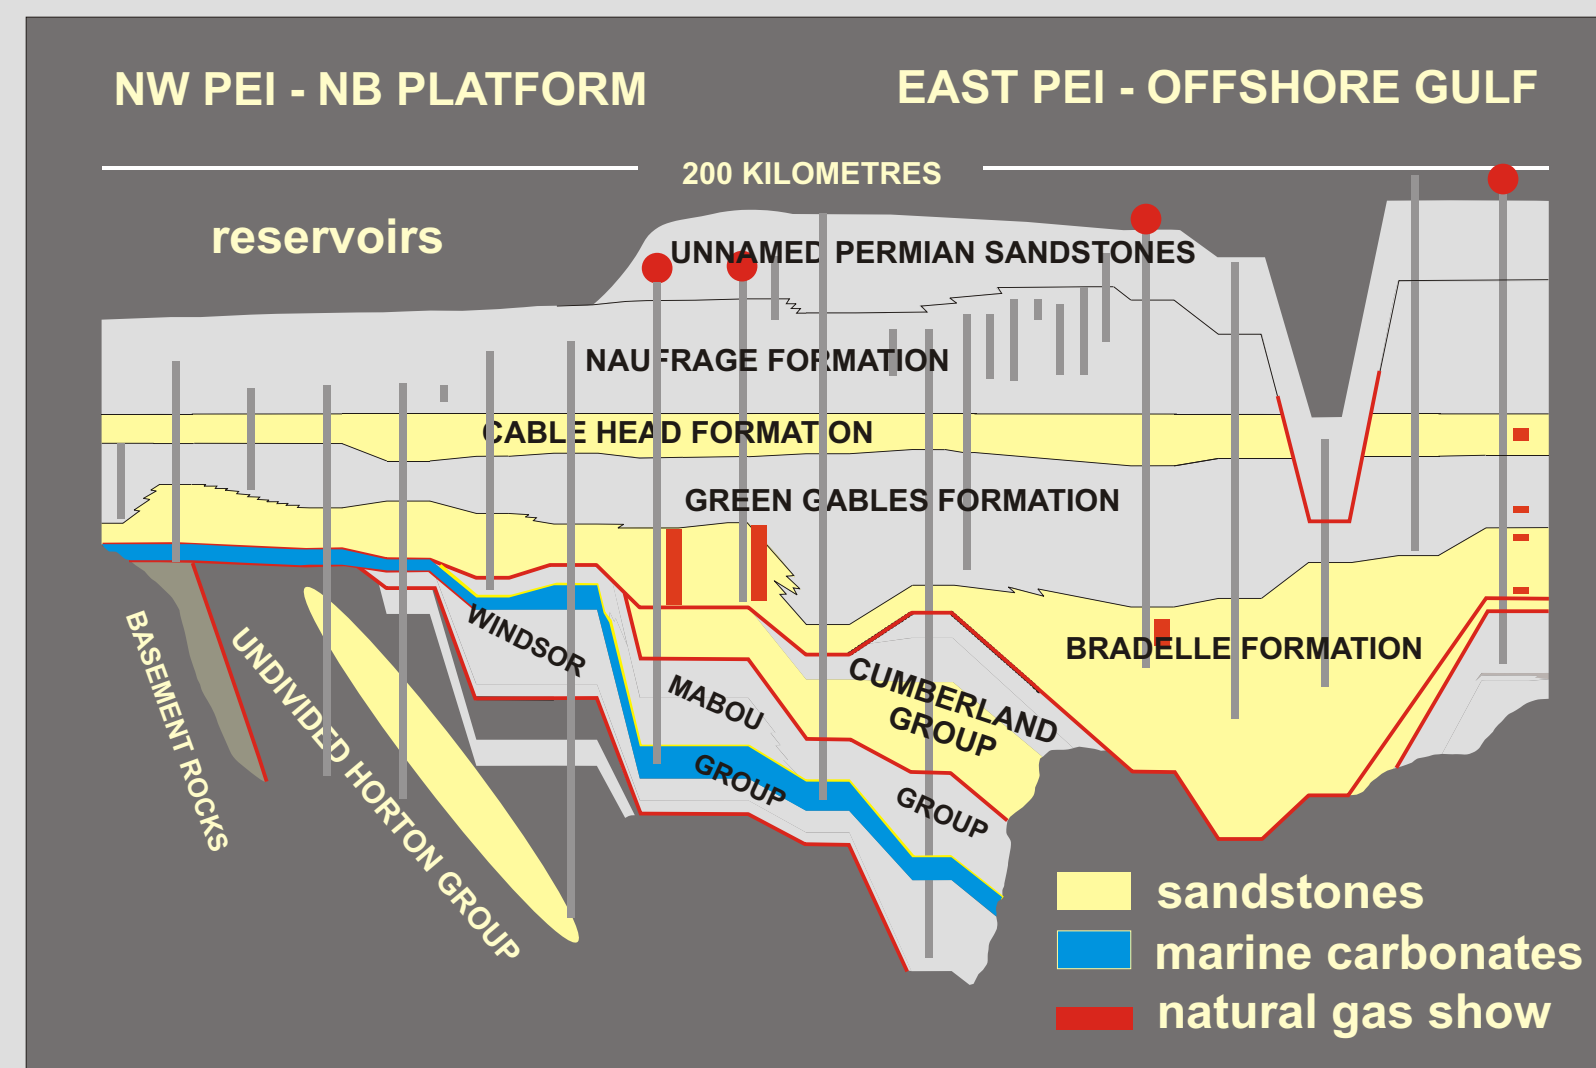 NW PEI - NB PLATFORM
EAST PEI - OFFSHORE GULF
200 KILOMETRES
reservoirs
UNNAMED PERMIAN SANDSTONES
NAUFRAGE FORMATION
CABLE HEAD FORMATION
GREEN GABLES FORMATION
BRADELLE FORMATION
BASEMENT ROCKS
UNDIVIDED HORTON GROUP
WINDSOR
GROUP
MABOU
GROUP
CUMBERLAND
GROUP
sandstones
marine carbonates
natural gas show